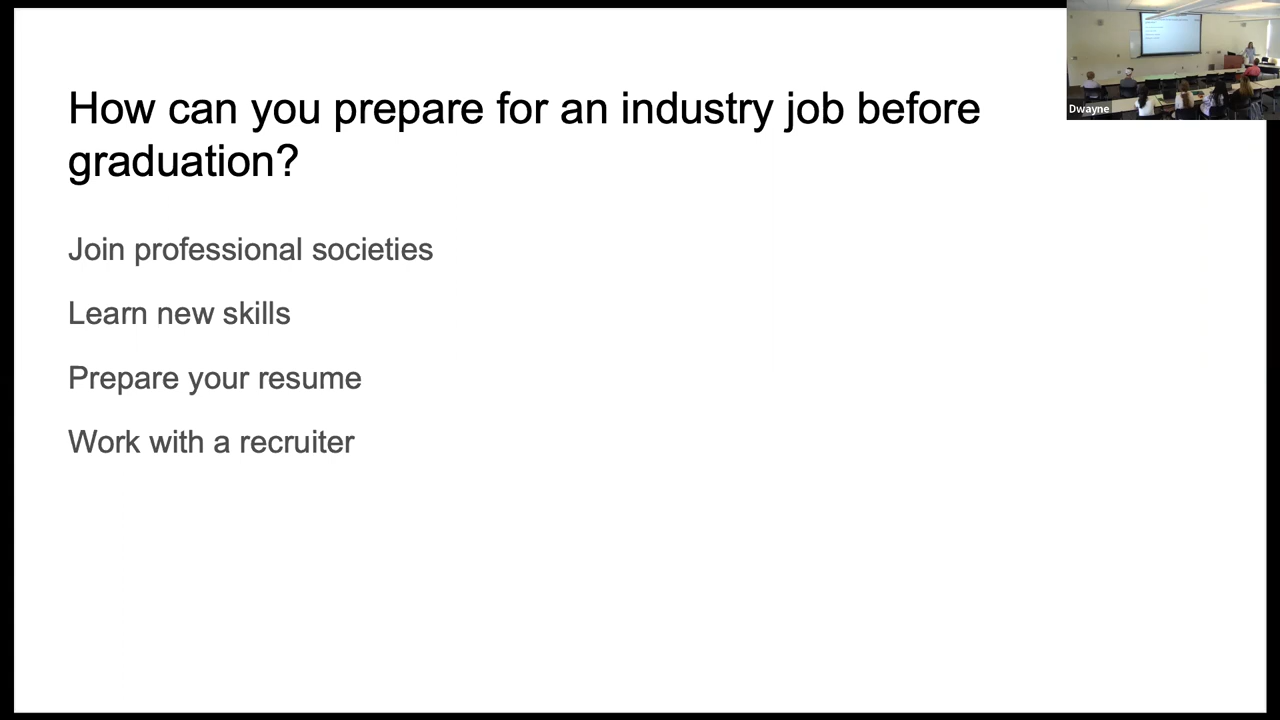 How can you prepare for an industry job before
graduation?
Join professional societies
Learn new skills
Prepare your resume
Work with a recruiter
Dwayne